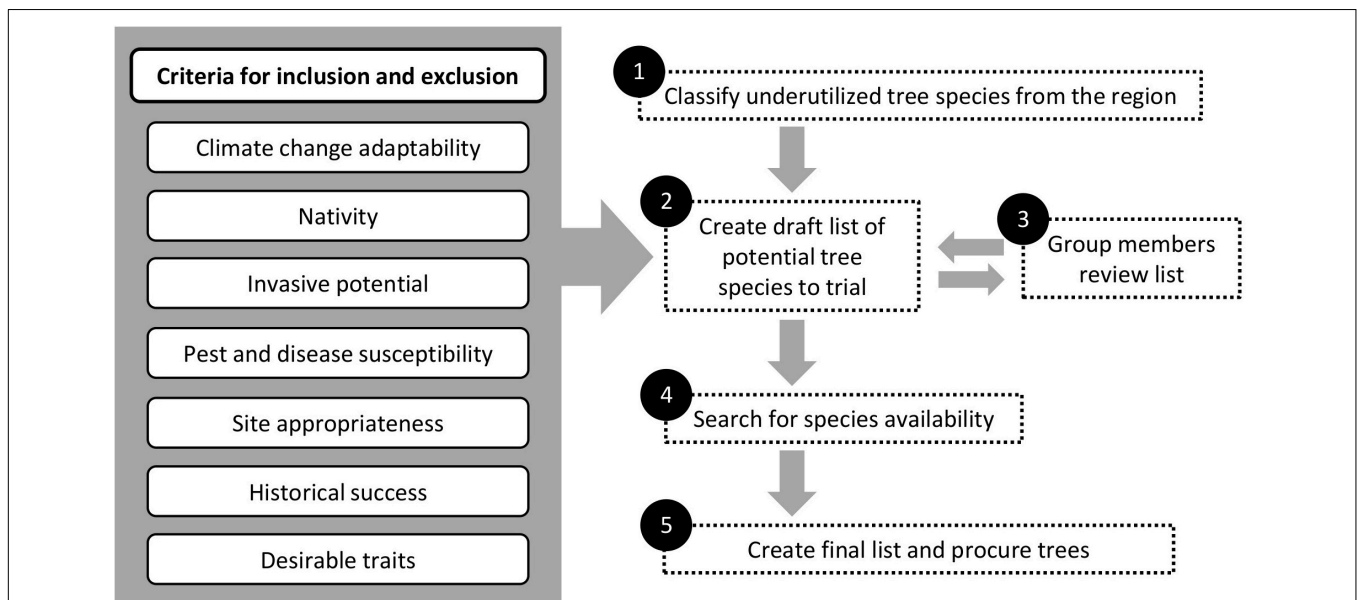 Criteria for inclusion and exclusion
Climate change adaptability
Nativity
Invasive potential
Pest and disease susceptibility
Site appropriateness
Historical success
Desirable traits
1
Classify underutilized tree species from the region
2
Create draft list of
potential tree
species to trial
3
Group members
review list
4
Search for species availability
5
Create final list and procure trees